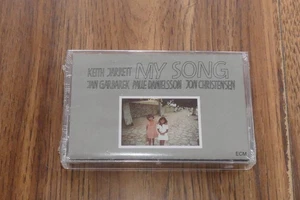 KEITH JARRETT MY SONG
JAN GARBAREK PALLE DANIELSSON JON CHRISTENSEN
ECM